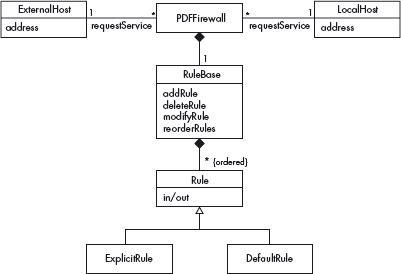 ExternalHost
address
1
requestService
*
PDFFirewall
*
requestService
1
LocalHost
address
1
RuleBase
addRule
deleteRule
modifyRule
reorderRules
* {ordered}
Rule
in/out
ExplicitRule
DefaultRule